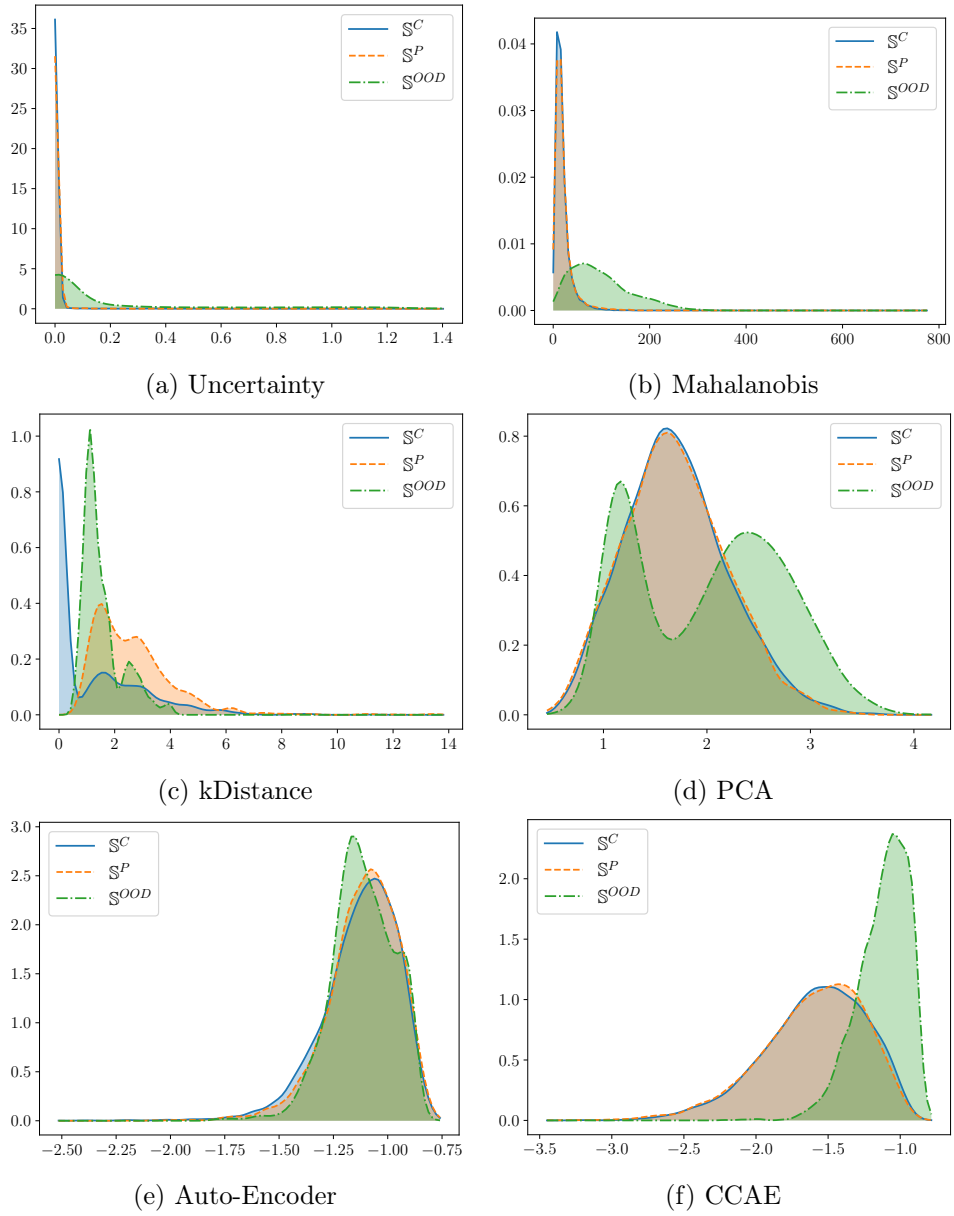 35
30
25
20
15
10
5
0
0.0 0.2 0.4 0.6 0.8 1.0 1.2 1.4
𝕊^C
𝕊^P
𝕊^OOD
(a) Uncertainty
0.04
0.03
0.02
0.01
0.00
0 200 400 600 800
𝕊^C
𝕊^P
𝕊^OOD
(b) Mahalanobis
1.0
0.8
0.6
0.4
0.2
0.0
0 2 4 6 8 10 12 14
𝕊^C
𝕊^P
𝕊^OOD
(c) kDistance
0.8
0.6
0.4
0.2
0.0
1 2 3 4
𝕊^C
𝕊^P
𝕊^OOD
(d) PCA
3.0
2.5
2.0
1.5
1.0
0.5
0.0
−2.50 −2.25 −2.00 −1.75 −1.50 −1.25 −1.00 −0.75
𝕊^C
𝕊^P
𝕊^OOD
(e) Auto-Encoder
2.0
1.5
1.0
0.5
0.0
−3.5 −3.0 −2.5 −2.0 −1.5 −1.0
𝕊^C
𝕊^P
𝕊^OOD
(f) CCAE